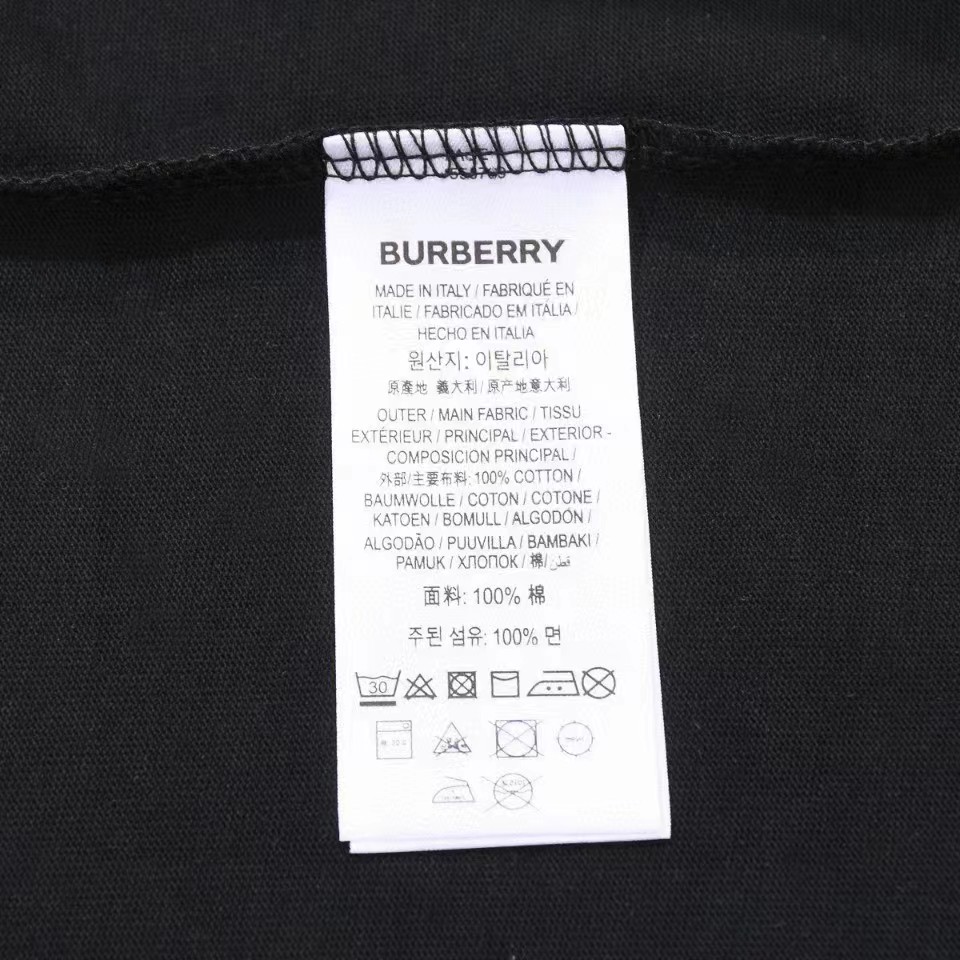 BURBERRY
MADE IN ITALY / FABRIQUÉ EN
ITALIE / FABRICADO EM ITÁLIA /
HECHO EN ITALIA
원산지: 이탈리아
原產地 義大利 / 原产地意大利
OUTER / MAIN FABRIC / TISSU
EXTÉRIEUR / PRINCIPAL / EXTERIOR -
COMPOSICION PRINCIPAL /
外部/主要布料: 100% COTTON /
BAUMWOLLE / COTON / COTONE /
KATOEN / BOMULL / ALGODÓN /
ALGODÃO / PUUVILLA / BAMBAKI /
PAMUK / ХЛОПОК / 棉/ قطن
面料: 100% 棉
주된 섬유: 100% 면
30